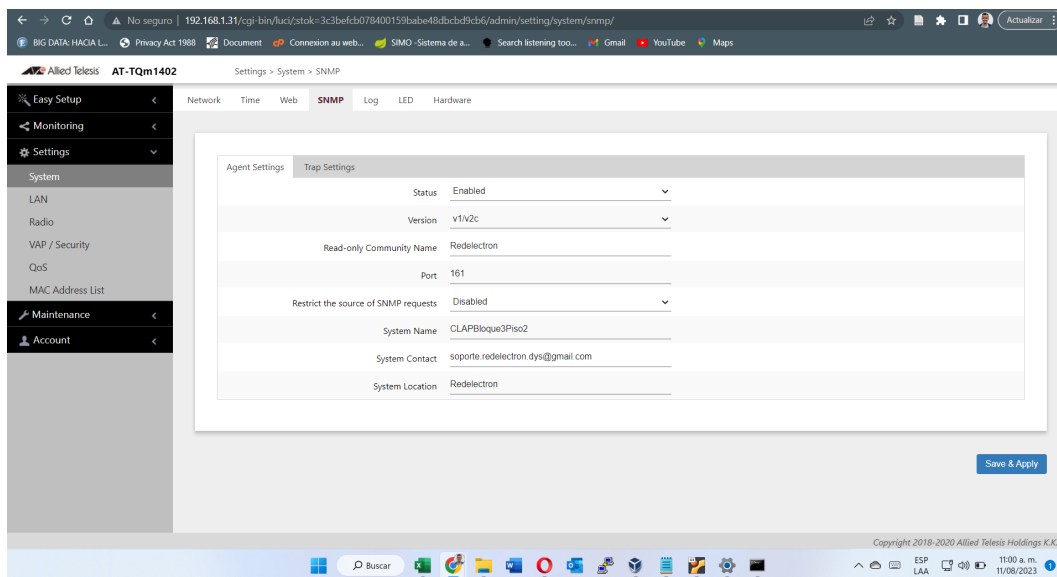 No seguro | 192.168.1.31/cgi-bin/luci/;stok=3c3befcb078400159babe48dbcbd9cb6/admin/setting/system/snmp/ Actualizar
BIG DATA: HACIA L... Privacy Act 1988 Document Connexion au web... SIMO -Sistema de a... Search listening too... Gmail YouTube Maps
Allied Telesis AT-TQm1402 Settings > System > SNMP
Easy Setup Network Time Web SNMP Log LED Hardware
Monitoring
Settings
System
LAN
Radio
VAP / Security
QoS
MAC Address List
Maintenance
Account
Agent Settings Trap Settings
Status Enabled
Version v1/v2c
Read-only Community Name Redelectron
Port 161
Restrict the source of SNMP requests Disabled
System Name CLAPBloque3Piso2
System Contact soporte.redelectron.dys@gmail.com
System Location Redelectron
Save & Apply
Copyright 2018-2020 Allied Telesis Holdings K.K.
Buscar ESP LAA 11:00 a. m. 11/08/2023 1